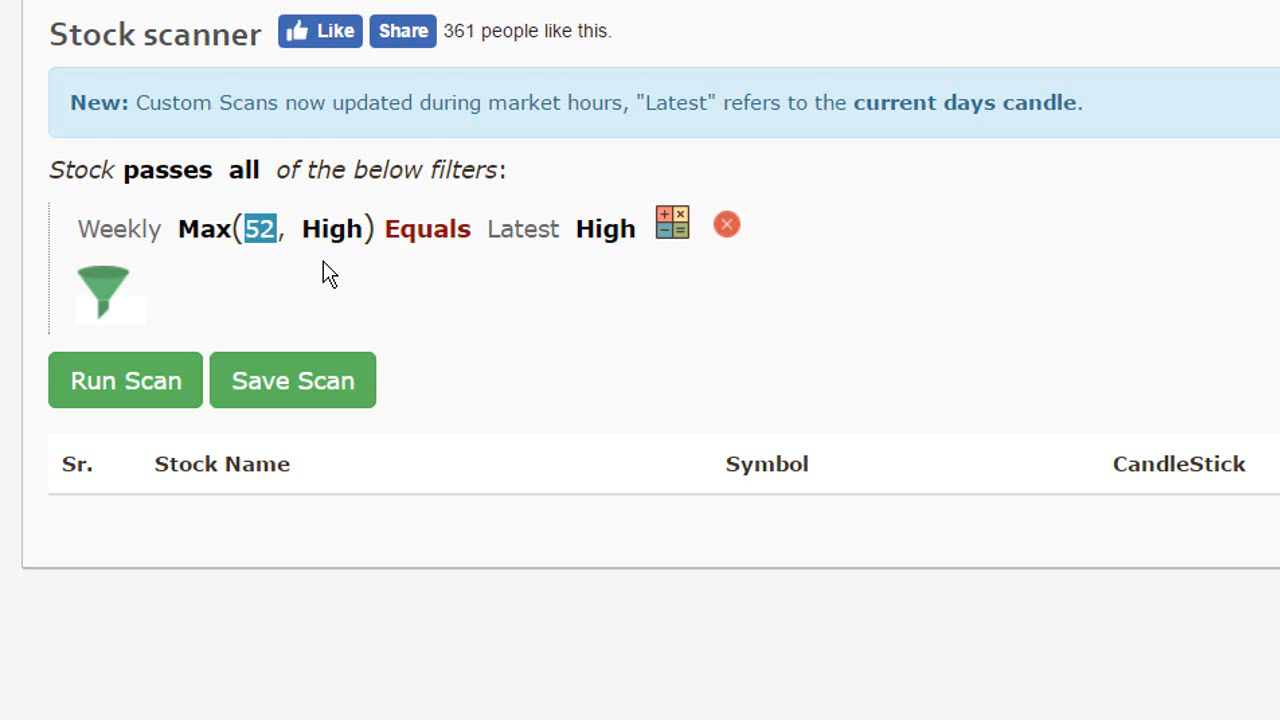 Stock scanner Like Share 361 people like this.
New: Custom Scans now updated during market hours, "Latest" refers to the current days candle.
Stock passes all of the below filters:
Weekly Max(52, High) Equals Latest High
Run Scan Save Scan
Sr. Stock Name Symbol CandleStick